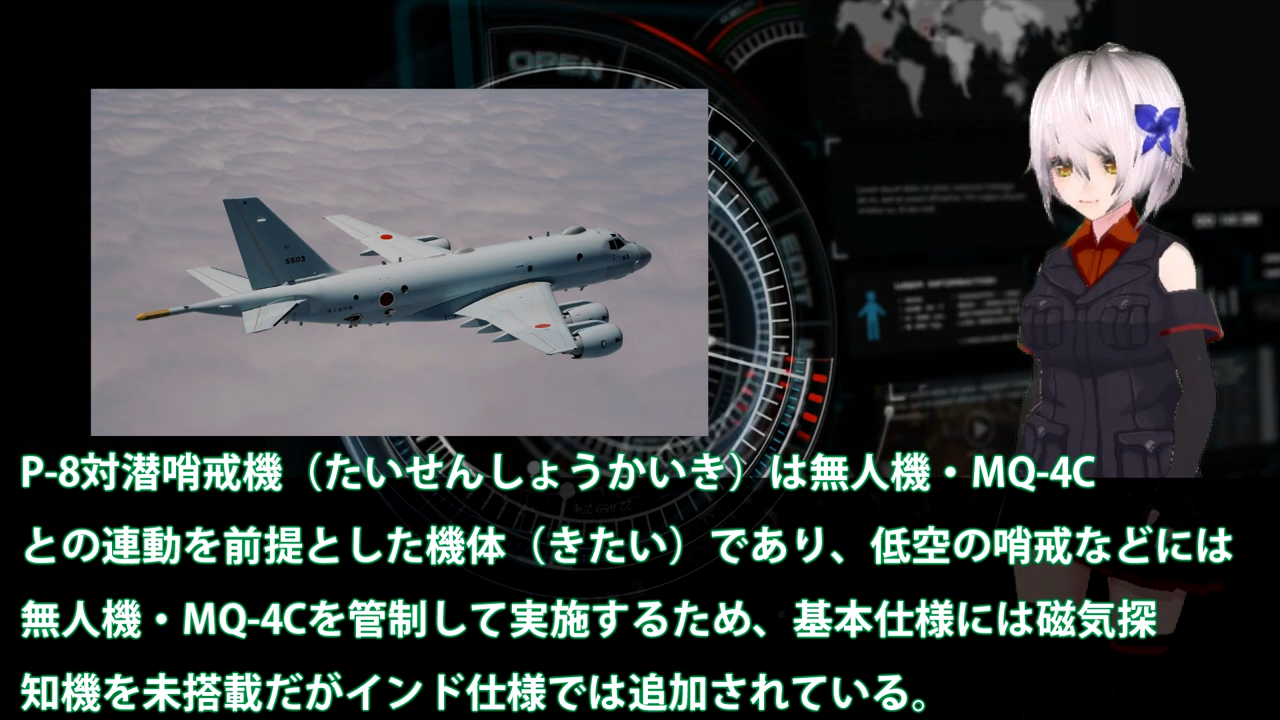 OPEN
SAVE
EDIT
5503
P-8対潜哨戒機（たいせんしょうかいき）は無人機・MQ-4C
との連動を前提とした機体（きたい）であり、低空の哨戒などには
無人機・MQ-4Cを管制して実施するため、基本仕様には磁気探
知機を未搭載だがインド仕様では追加されている。